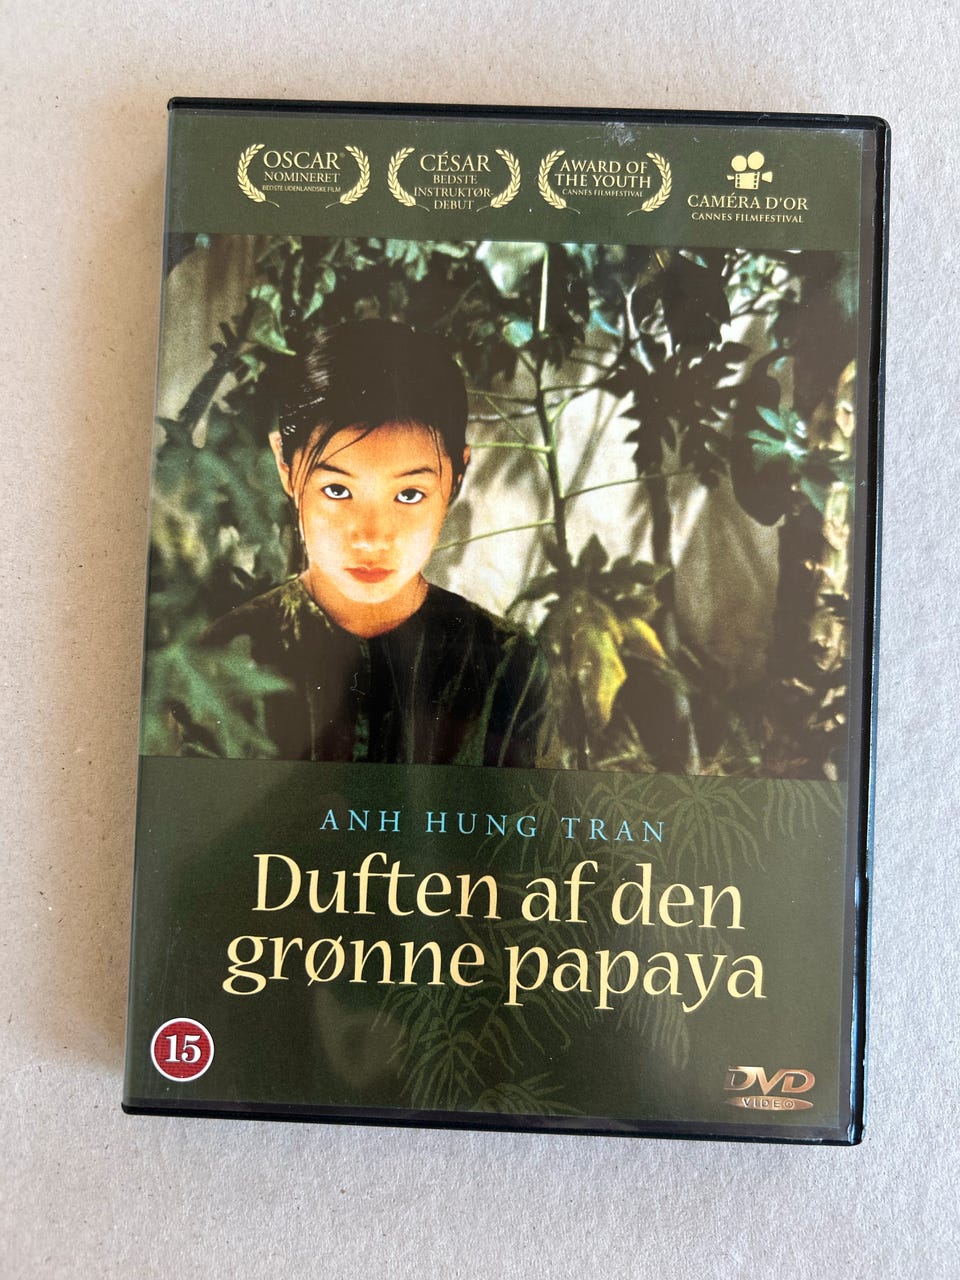 OSCAR®
NOMINERET
BEDSTE UDENLANDSKE FILM
CÉSAR
BEDSTE
INSTRUKTØR-
DEBUT
AWARD OF
THE YOUTH
CANNES FILMFESTIVAL
CAMÉRA D'OR
CANNES FILMFESTIVAL
ANH HUNG TRAN
Duften af den
grønne papaya
15
DVD
VIDEO